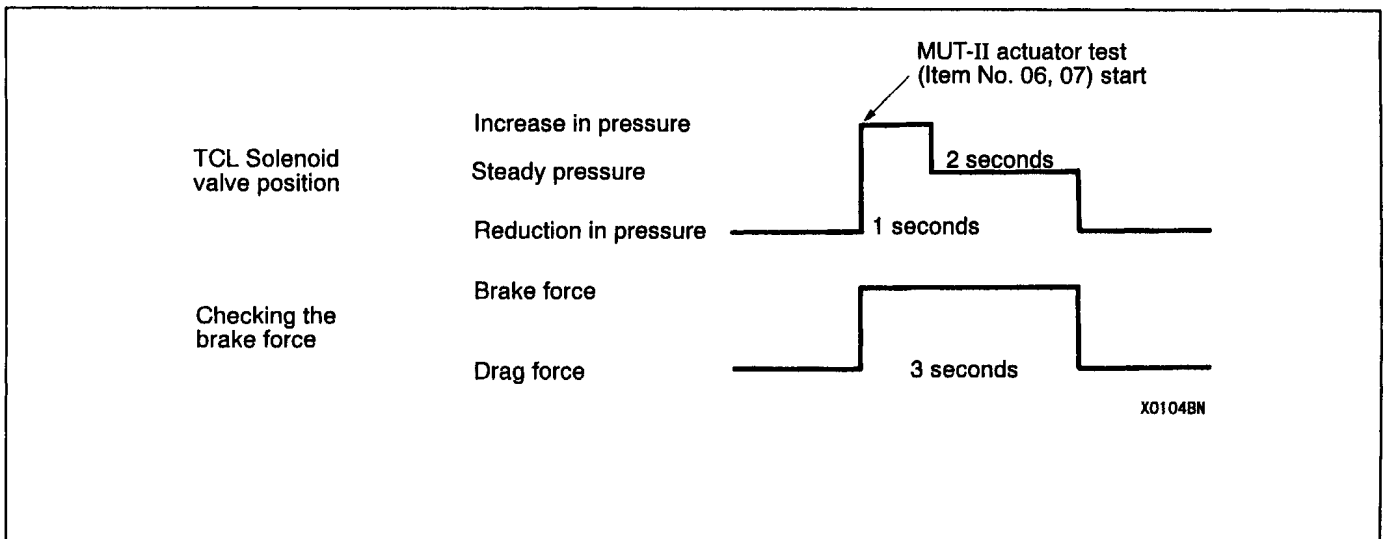 MUT-II actuator test
(Item No. 06, 07) start
TCL Solenoid
valve position
Increase in pressure
Steady pressure
Reduction in pressure
2 seconds
1 seconds
Checking the
brake force
Brake force
Drag force
3 seconds
X0104BN